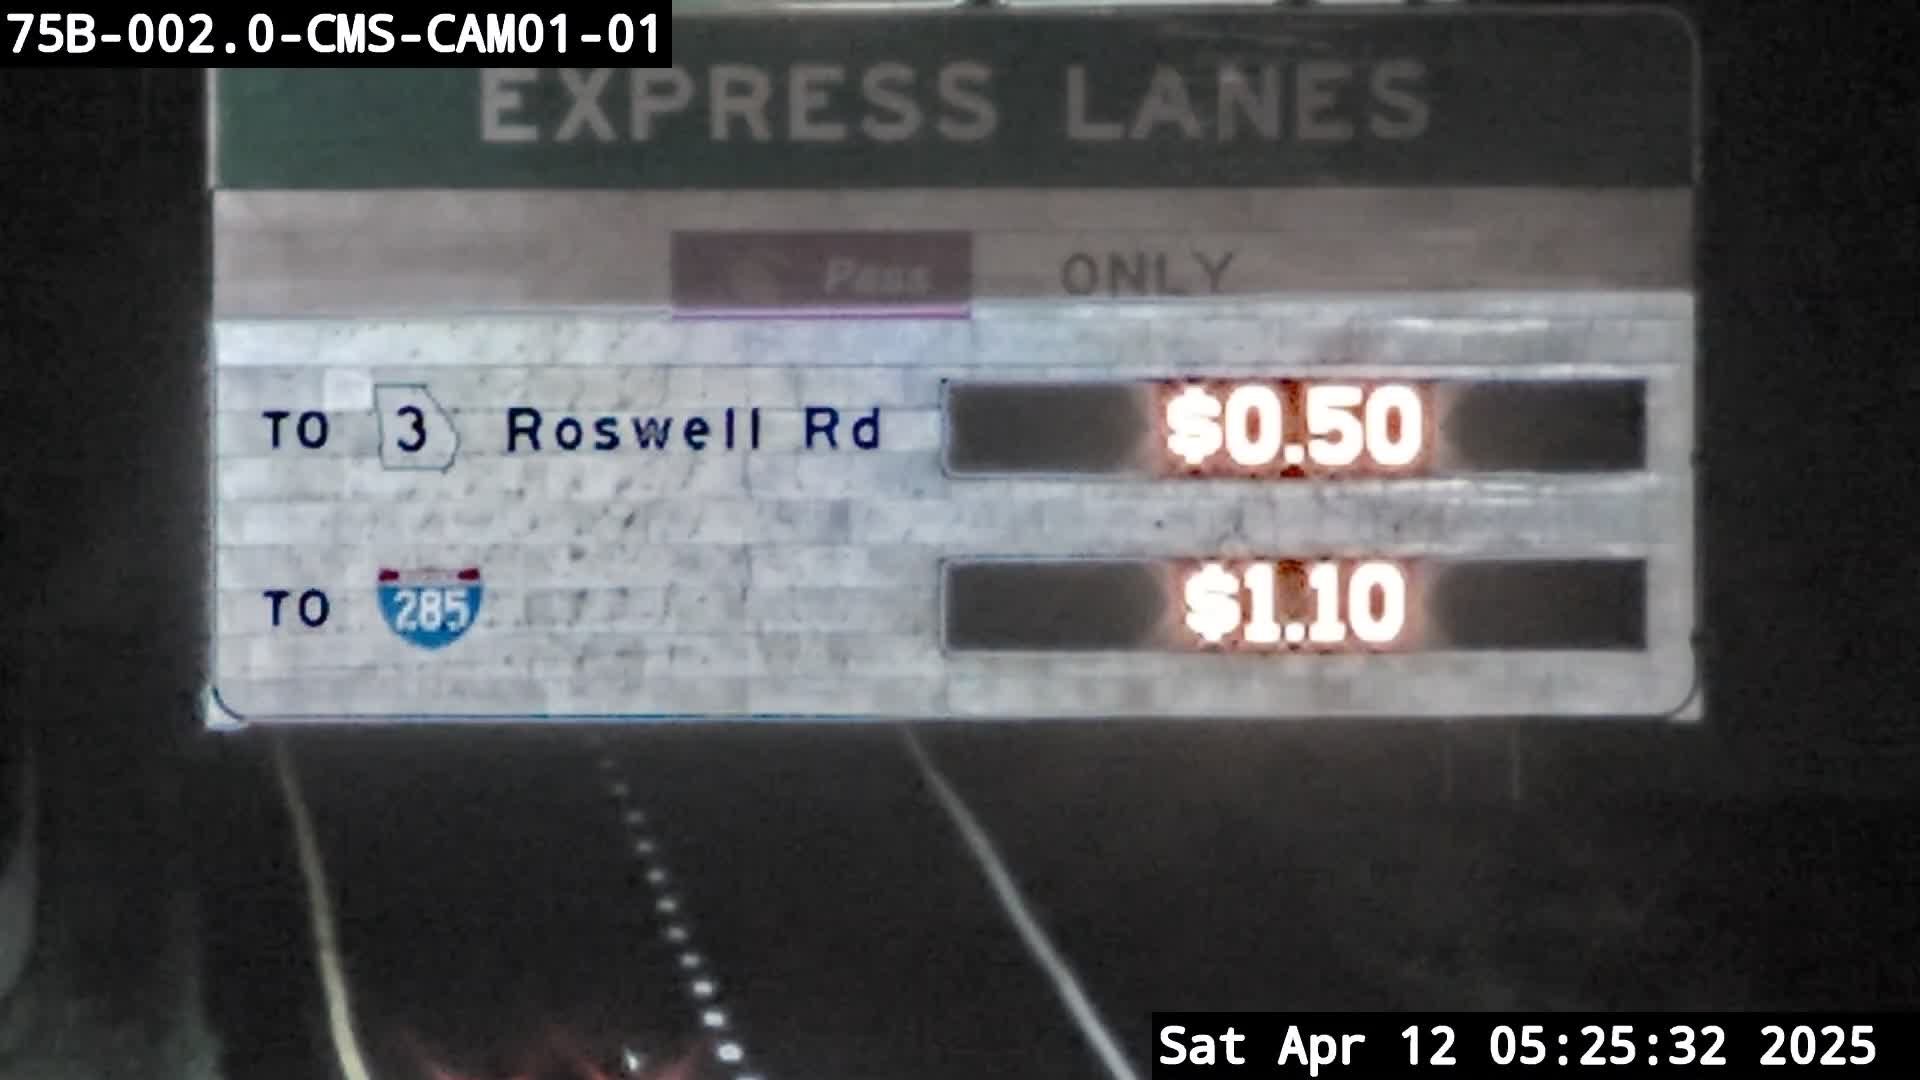 75B-002.0-CMS-CAM01-01
EXPRESS LANES
Pass ONLY
TO 3 Roswell Rd $0.50
TO 285 $1.10
Sat Apr 12 05:25:32 2025